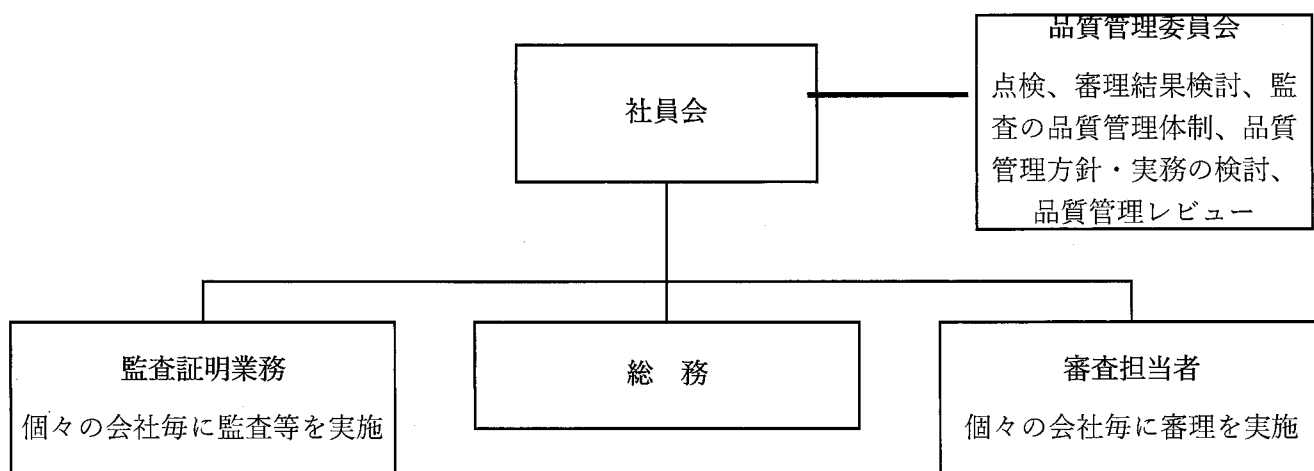 品質管理委員会
点検、審理結果検討、監
査の品質管理体制、品質
管理方針・実務の検討、
品質管理レビュー
社員会
監査証明業務
個々の会社毎に監査等を実施
総　務
審査担当者
個々の会社毎に審理を実施